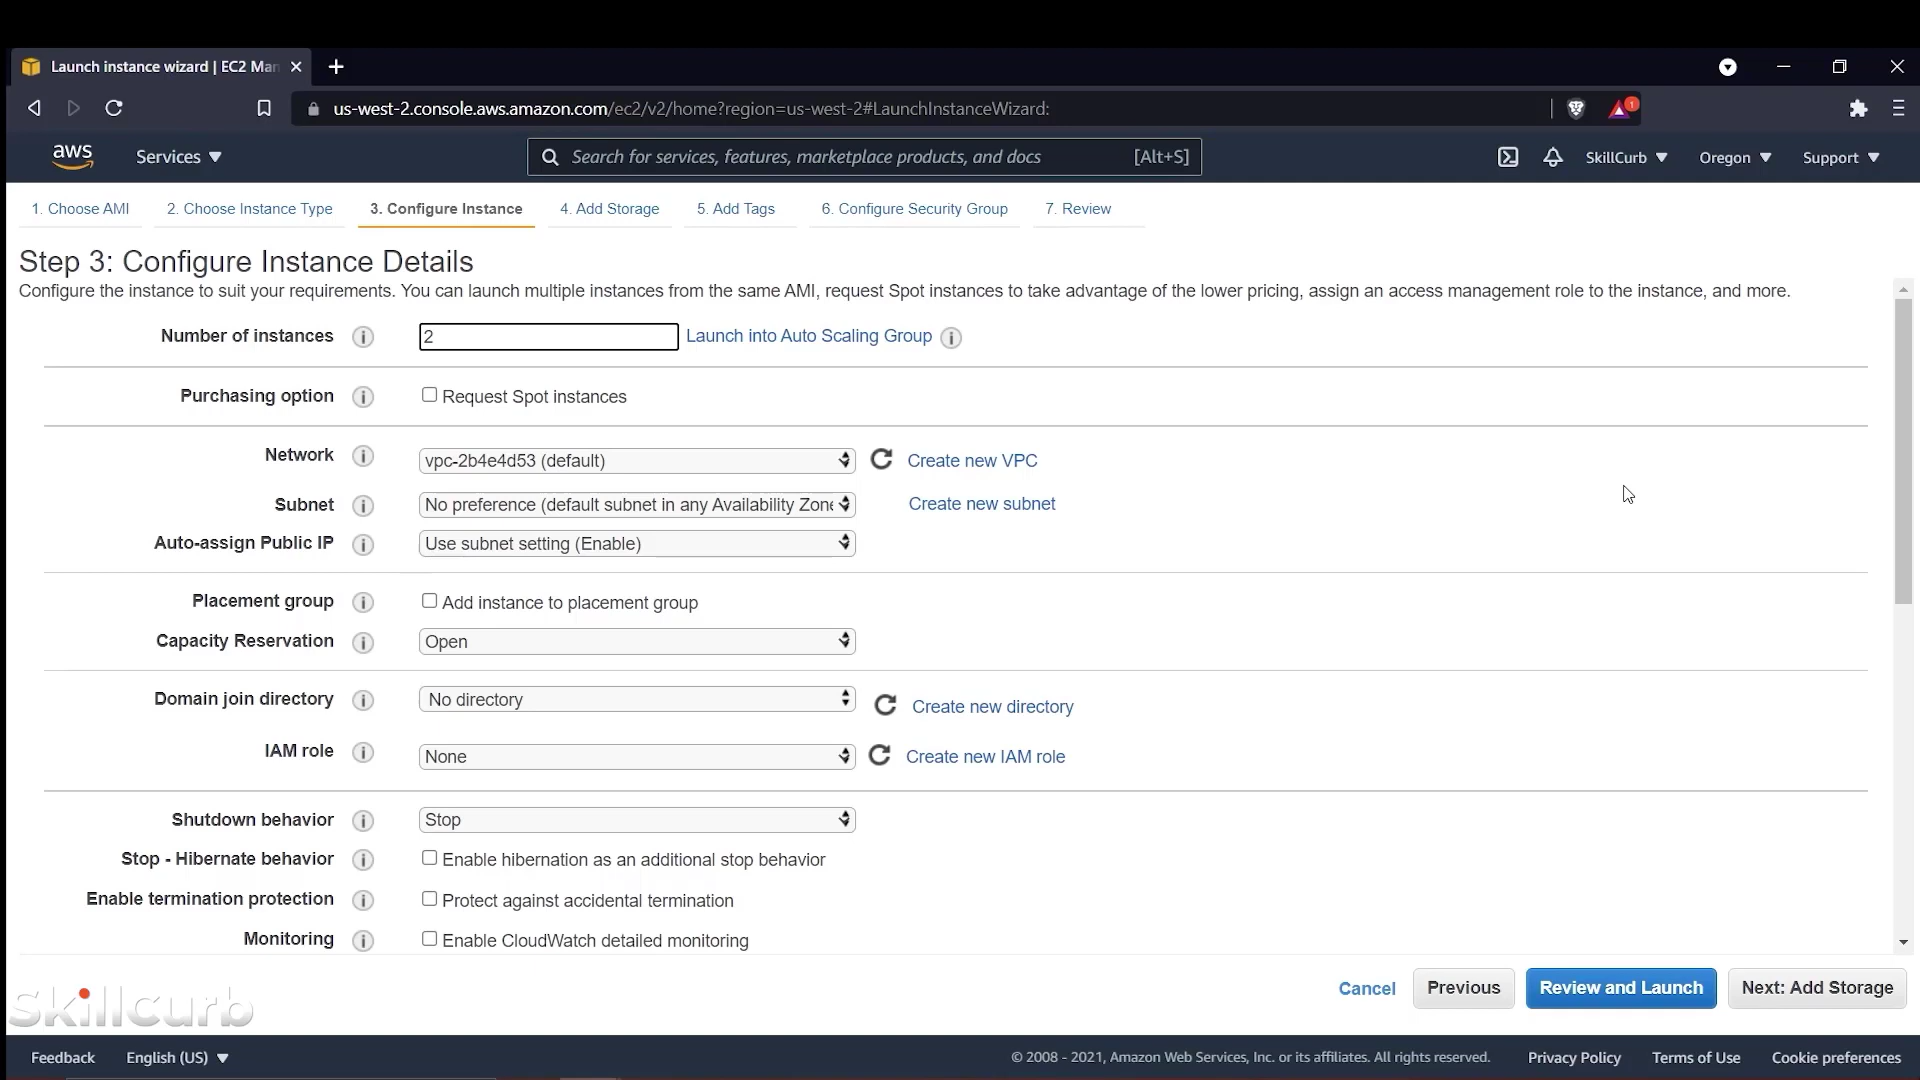 Launch instance wizard | EC2 Man
us-west-2.console.aws.amazon.com/ec2/v2/home?region=us-west-2#LaunchInstanceWizard:
1
aws
Services
Search for services, features, marketplace products, and docs
[Alt+S]
SkillCurb
Oregon
Support
1. Choose AMI
2. Choose Instance Type
3. Configure Instance
4. Add Storage
5. Add Tags
6. Configure Security Group
7. Review
Step 3: Configure Instance Details
Configure the instance to suit your requirements. You can launch multiple instances from the same AMI, request Spot instances to take advantage of the lower pricing, assign an access management role to the instance, and more.
Number of instances
2
Launch into Auto Scaling Group
Purchasing option
Request Spot instances
Network
vpc-2b4e4d53 (default)
Create new VPC
Subnet
No preference (default subnet in any Availability Zone
Create new subnet
Auto-assign Public IP
Use subnet setting (Enable)
Placement group
Add instance to placement group
Capacity Reservation
Open
Domain join directory
No directory
Create new directory
IAM role
None
Create new IAM role
Shutdown behavior
Stop
Stop - Hibernate behavior
Enable hibernation as an additional stop behavior
Enable termination protection
Protect against accidental termination
Monitoring
Enable CloudWatch detailed monitoring
Cancel
Previous
Review and Launch
Next: Add Storage
Skillcurb
Feedback
English (US)
© 2008 - 2021, Amazon Web Services, Inc. or its affiliates. All rights reserved.
Privacy Policy
Terms of Use
Cookie preferences